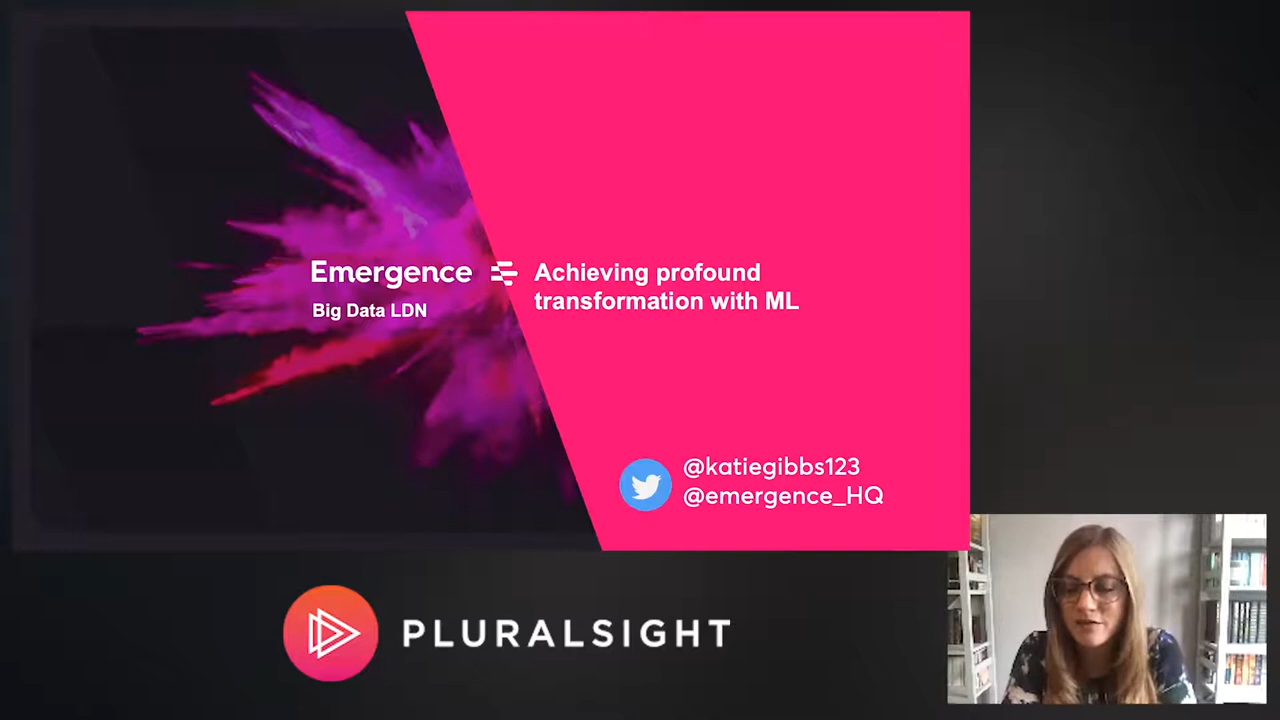 Emergence
Big Data LDN
Achieving profound
transformation with ML
@katiegibbs123
@emergence_HQ
PLURALSIGHT